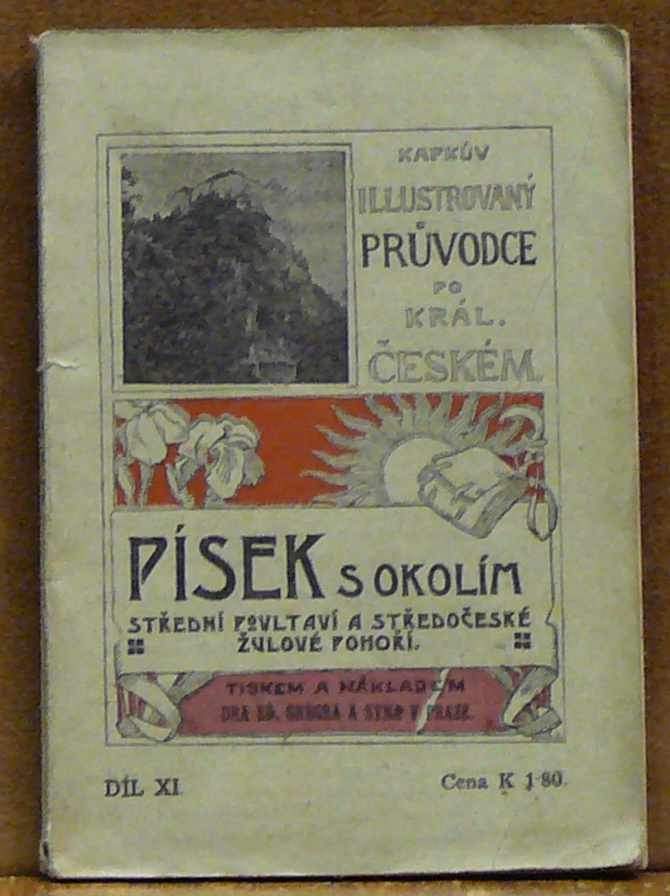 KAPKŮV
ILLUSTROVANÝ
PRŮVODCE
PO
KRÁL.
ČESKÉM.
PÍSEK S OKOLÍM
STŘEDNÍ POVLTAVÍ A STŘEDOČESKÉ
ŽULOVÉ POHOŘÍ.
TISKEM A NÁKLADEM
DRA ED. GRÉGRA A SYNA V PRAZE.
DÍL XI.
Cena K 1·80.